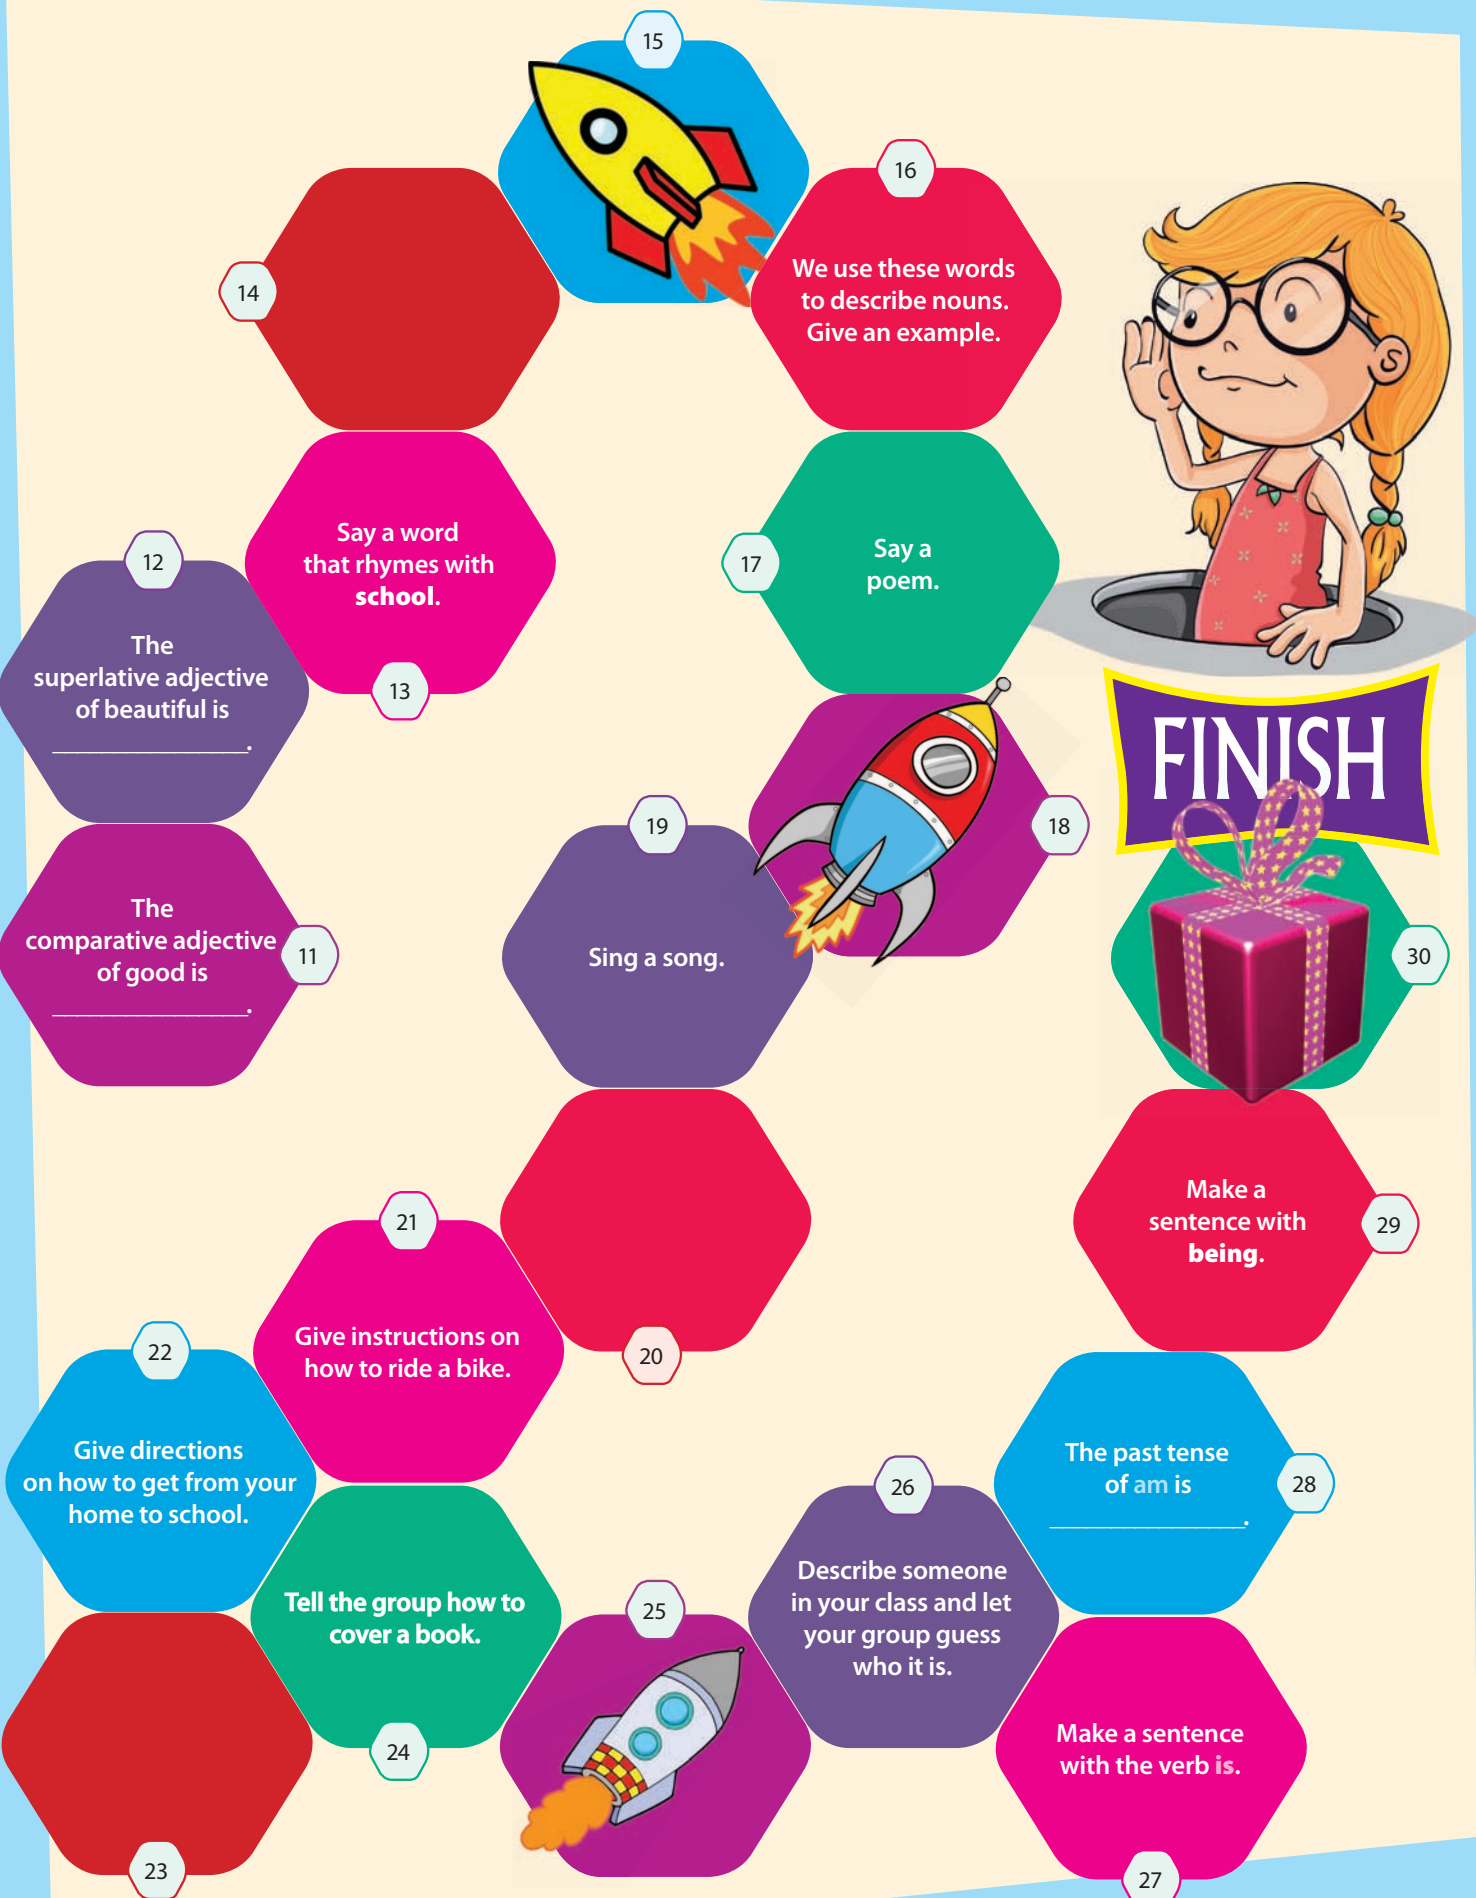 15
16
We use these words
to describe nouns.
Give an example.
14
Say a word
that rhymes with
school.
13
17
Say a
poem.
12
The
superlative adjective
of beautiful is
________________.
The
comparative adjective
of good is
________________.
11
18
19
Sing a song.
FINISH
30
Make a
sentence with
being.
29
20
21
Give instructions on
how to ride a bike.
22
Give directions
on how to get from your
home to school.
23
Tell the group how to
cover a book.
24
25
26
Describe someone
in your class and let
your group guess
who it is.
The past tense
of am is
________________.
28
Make a sentence
with the verb is.
27